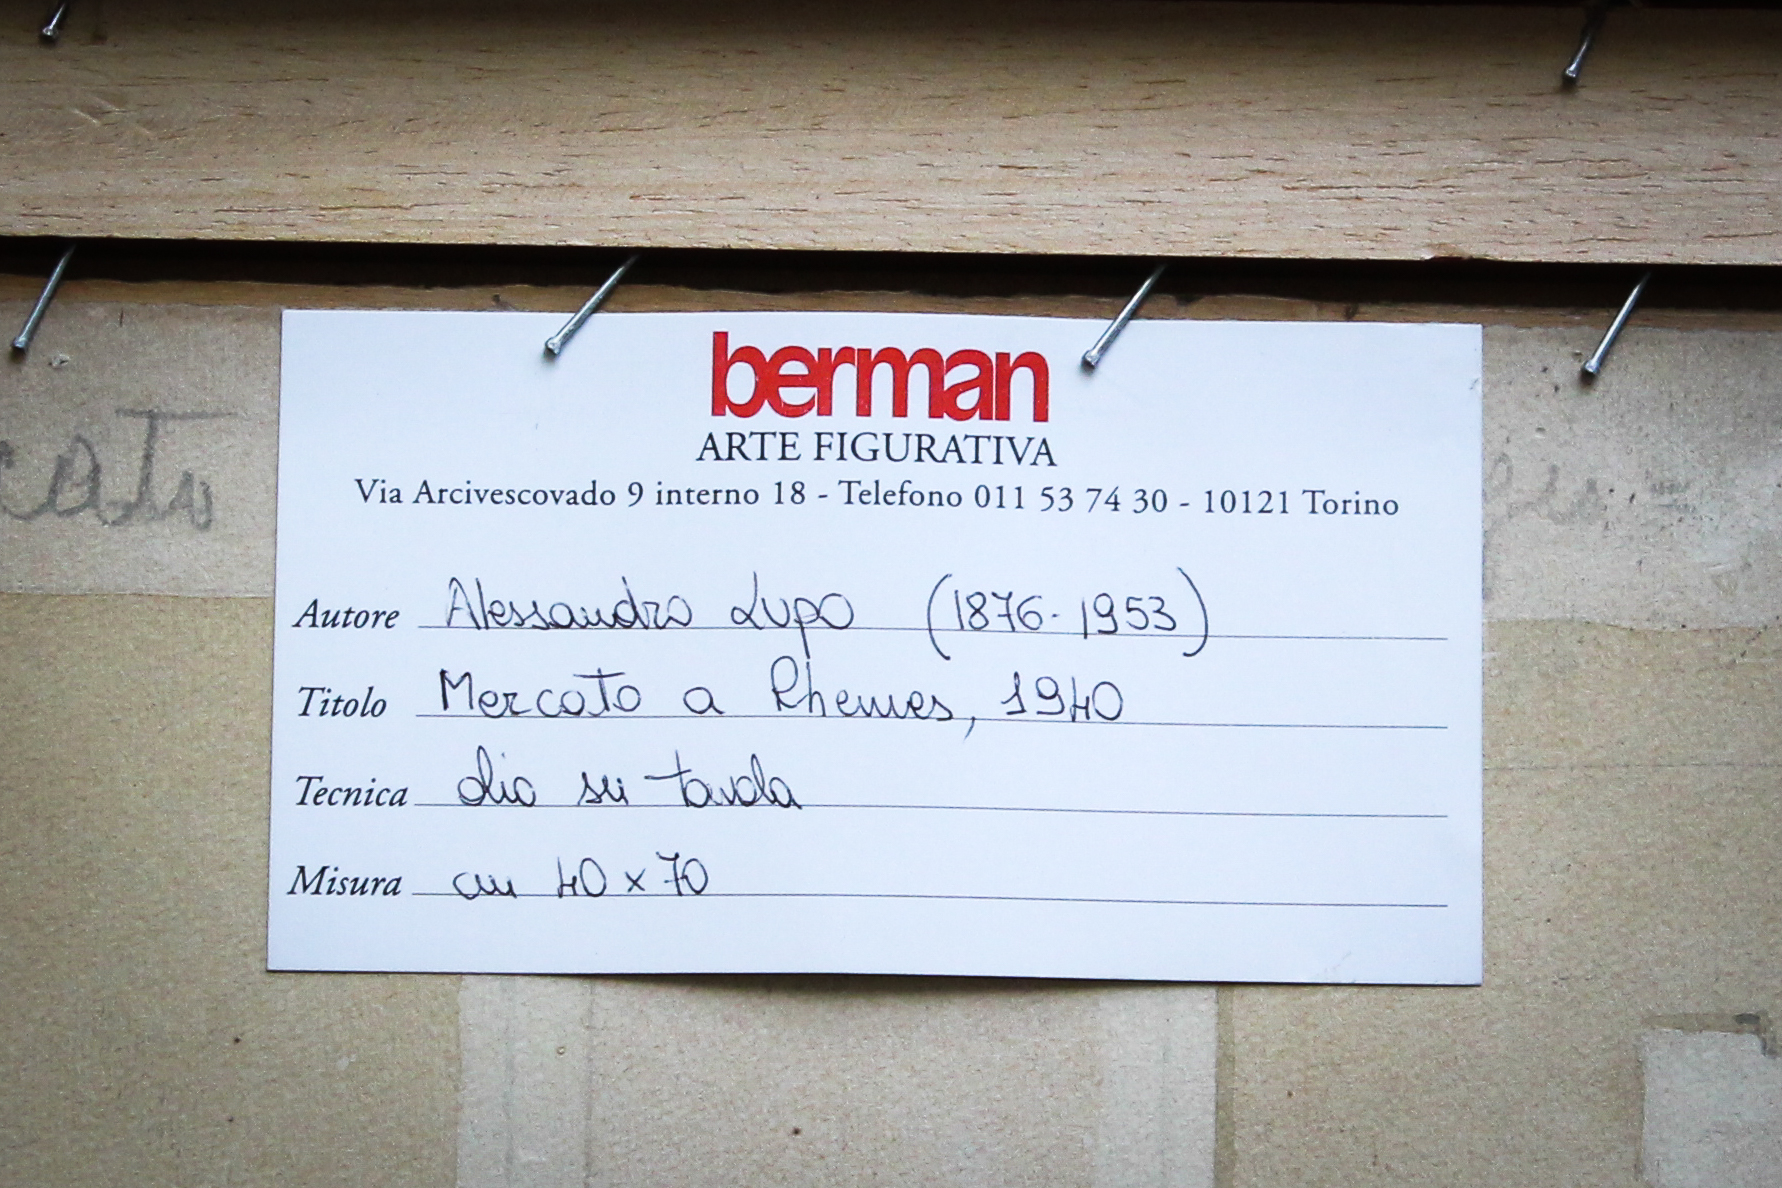 berman
ARTE FIGURATIVA
Via Arcivescovado 9 interno 18 - Telefono 011 53 74 30 - 10121 Torino
Autore Alessandro Lupo (1876-1953)
Titolo Mercato a Rhemes, 1940
Tecnica olio su tavola
Misura cm 40 x 70